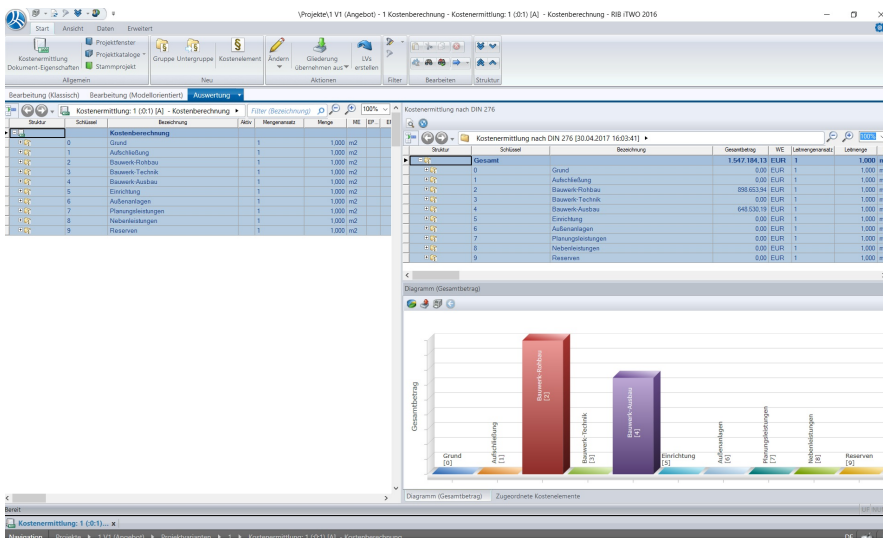 \Projekte\1 V1 (Angebot) - 1 Kostenberechnung - Kostenermittlung: 1 (:0:1) [A] - Kostenberechnung - RIB iTWO 2016
Start Ansicht Daten Erweitert
Kostenermittlung Dokument-Eigenschaften
Projektfenster
Projektkataloge
Stammprojekt
Gruppe Untergruppe Kostenelement
Ändern
Gliederung übernehmen aus
LVs erstellen
Allgemein Neu Aktionen Filter Bearbeiten Struktur
Bearbeitung (Klassisch) Bearbeitung (Modellorientiert) Auswertung
Kostenermittlung: 1 (:0:1) [A] - Kostenberechnung
Filter (Bezeichnung) 100%
Struktur Schlüssel Bezeichnung Aktiv Mengenansatz Menge ME EP...
Kostenberechnung
0 Grund 1 1,000 m2
1 Aufschließung 1 1,000 m2
2 Bauwerk-Rohbau 1 1,000 m2
3 Bauwerk-Technik 1 1,000 m2
4 Bauwerk-Ausbau 1 1,000 m2
5 Einrichtung 1 1,000 m2
6 Außenanlagen 1 1,000 m2
7 Planungsleistungen 1 1,000 m2
8 Nebenleistungen 1 1,000 m2
9 Reserven 1 1,000 m2
Kostenermittlung nach DIN 276
Kostenermittlung nach DIN 276 [30.04.2017 16:03:41]
100%
Struktur Schlüssel Bezeichnung Gesamtbetrag WE Leitmengenansatz Leitmenge
Gesamt 1.547.184,13 EUR 1 1,000
0 Grund 0,00 EUR 1 1,000
1 Aufschließung 0,00 EUR 1 1,000
2 Bauwerk-Rohbau 898.653,94 EUR 1 1,000
3 Bauwerk-Technik 0,00 EUR 1 1,000
4 Bauwerk-Ausbau 648.530,19 EUR 1 1,000
5 Einrichtung 0,00 EUR 1 1,000
6 Außenanlagen 0,00 EUR 1 1,000
7 Planungsleistungen 0,00 EUR 1 1,000
8 Nebenleistungen 0,00 EUR 1 1,000
9 Reserven 0,00 EUR 1 1,000
Diagramm (Gesamtbetrag)
Gesamtbetrag
Grund [0]
Aufschließung [1]
Bauwerk-Rohbau [2]
Bauwerk-Technik [3]
Bauwerk-Ausbau [4]
Einrichtung [5]
Außenanlagen [6]
Planungsleistungen [7]
Nebenleistungen [8]
Reserven [9]
Diagramm (Gesamtbetrag) Zugeordnete Kostenelemente
Bereit
Kostenermittlung: 1 (:0:1)... x
Navigation Projekte 1 V1 (Angebot) Projektvarianten 1 Kostenermittlung: 1 (:0:1) [A] - Kostenberechnung DE